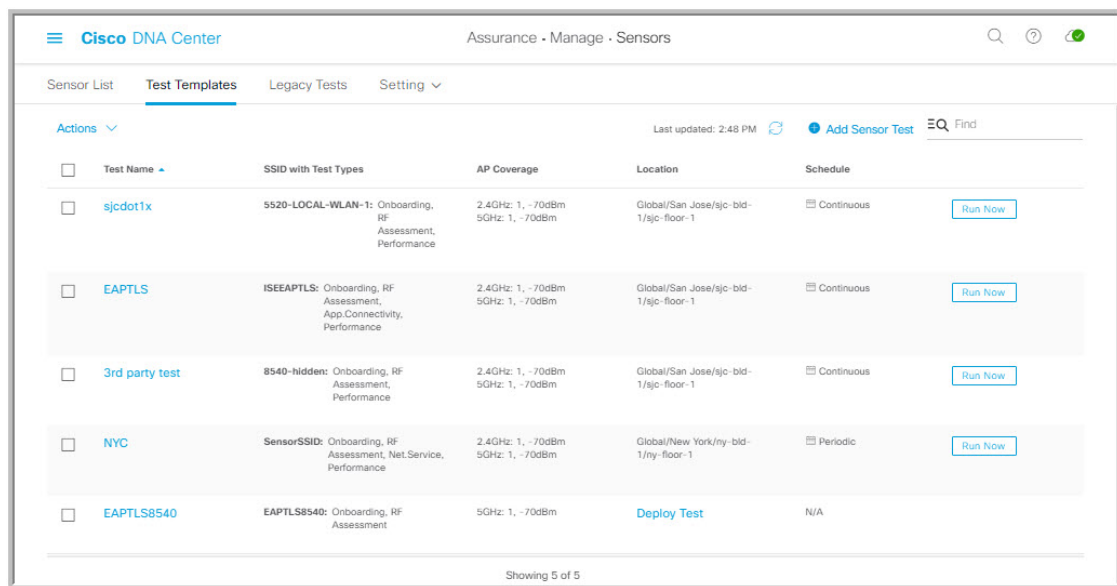 Cisco DNA Center
Assurance • Manage • Sensors
Sensor List
Test Templates
Legacy Tests
Setting
Actions
Last updated: 2:48 PM
Add Sensor Test
Find
Test Name
SSID with Test Types
AP Coverage
Location
Schedule
sjcdot1x
5520-LOCAL-WLAN-1: Onboarding,
RF
Assessment,
Performance
2.4GHz: 1, -70dBm
5GHz: 1, -70dBm
Global/San Jose/sjc-bld-
1/sjc-floor-1
Continuous
Run Now
EAPTLS
ISEEAPTLS: Onboarding, RF
Assessment,
App.Connectivity,
Performance
2.4GHz: 1, -70dBm
5GHz: 1, -70dBm
Global/San Jose/sjc-bld-
1/sjc-floor-1
Continuous
Run Now
3rd party test
8540-hidden: Onboarding, RF
Assessment,
Performance
2.4GHz: 1, -70dBm
5GHz: 1, -70dBm
Global/San Jose/sjc-bld-
1/sjc-floor-1
Continuous
Run Now
NYC
SensorSSID: Onboarding, RF
Assessment, Net.Service,
Performance
2.4GHz: 1, -70dBm
5GHz: 1, -70dBm
Global/New York/ny-bld-
1/ny-floor-1
Periodic
Run Now
EAPTLS8540
EAPTLS8540: Onboarding, RF
Assessment
5GHz: 1, -70dBm
Deploy Test
N/A
Showing 5 of 5